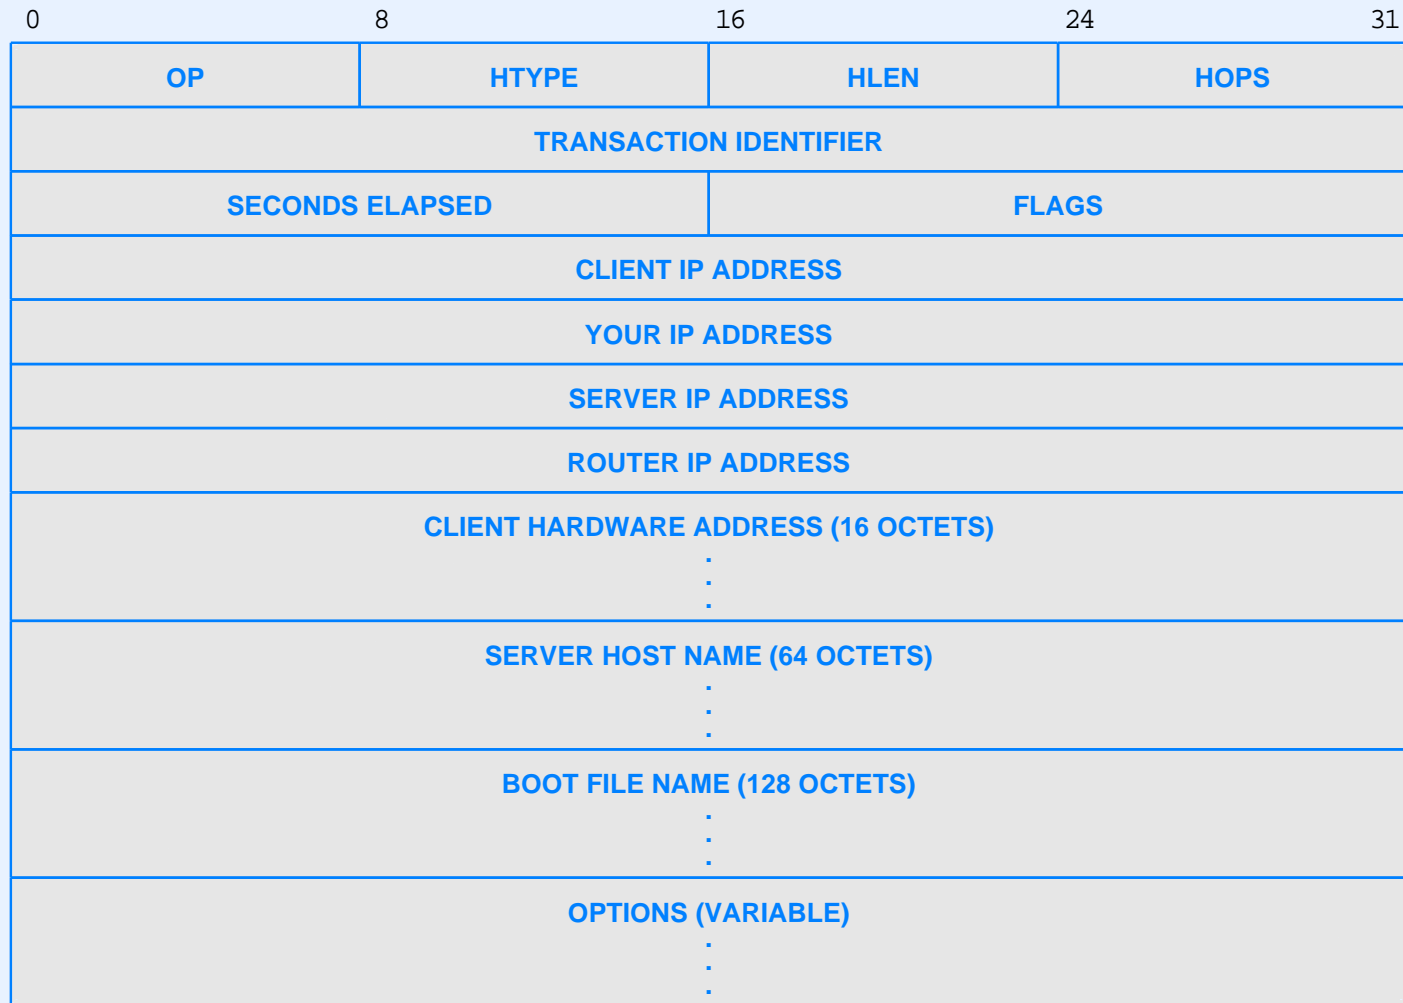 0 8 16 24 31
OP HTYPE HLEN HOPS
TRANSACTION IDENTIFIER
SECONDS ELAPSED FLAGS
CLIENT IP ADDRESS
YOUR IP ADDRESS
SERVER IP ADDRESS
ROUTER IP ADDRESS
CLIENT HARDWARE ADDRESS (16 OCTETS)
.
.
.
SERVER HOST NAME (64 OCTETS)
.
.
.
BOOT FILE NAME (128 OCTETS)
.
.
.
OPTIONS (VARIABLE)
.
.
.